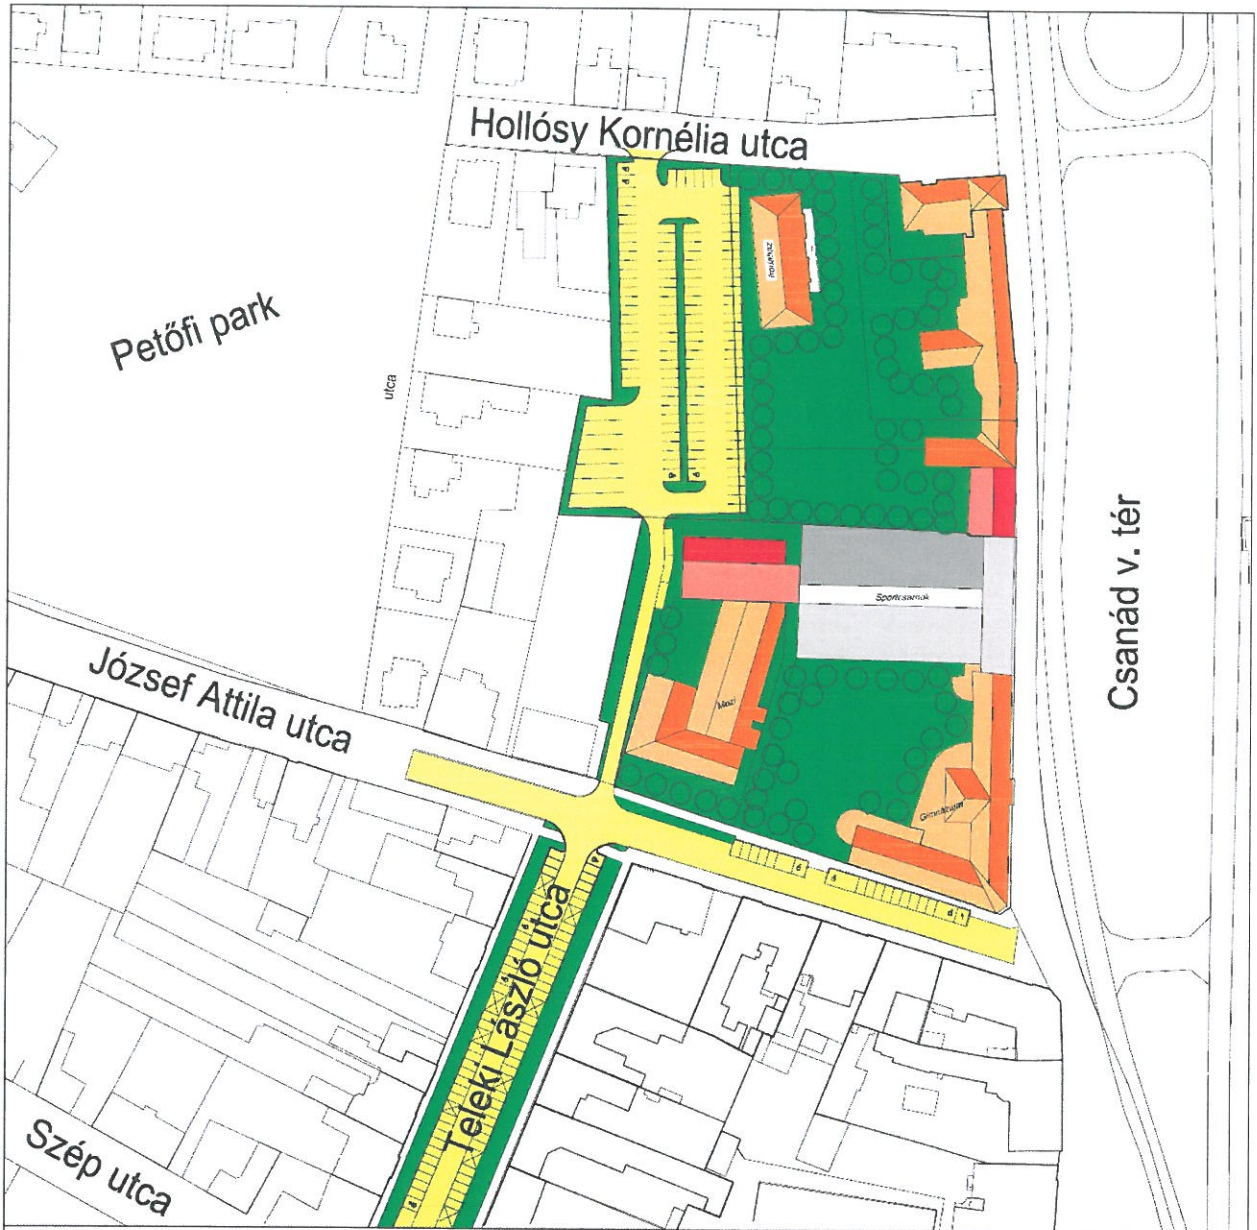 Hollósy Kornélia utca
Petőfi park
utca
Csanád v. tér
Sportcsarnok
József Attila utca
Mozi
Gimnázium
Teleki László utca
Szép utca